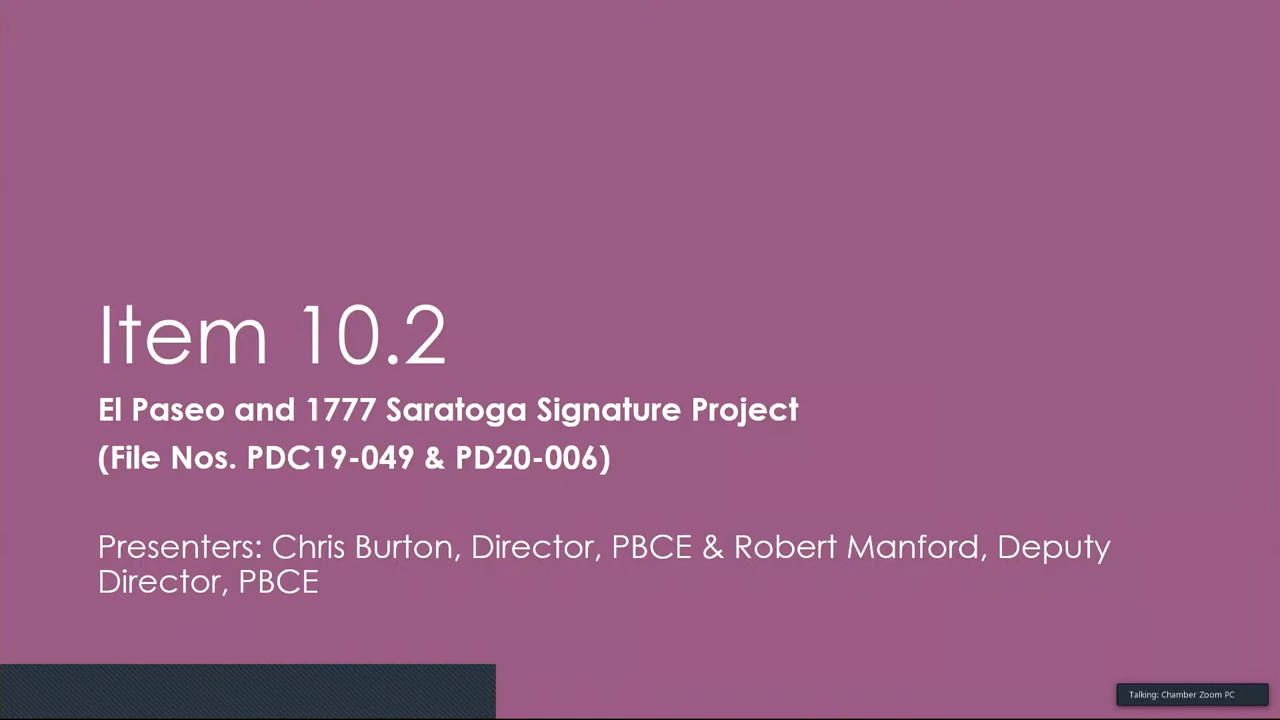 Item 10.2
El Paseo and 1777 Saratoga Signature Project
(File Nos. PDC19-049 & PD20-006)
Presenters: Chris Burton, Director, PBCE & Robert Manford, Deputy
Director, PBCE
Talking: Chamber Zoom PC